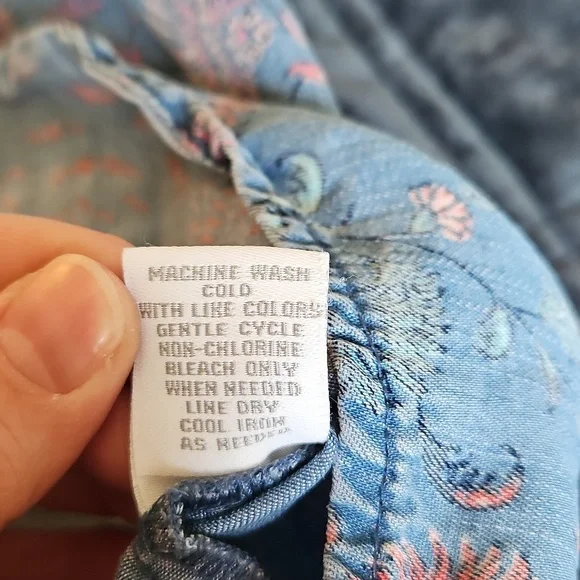 MACHINE WASH
COLD
WITH LIKE COLORS
GENTLE CYCLE
NON-CHLORINE
BLEACH ONLY
WHEN NEEDED
LINE DRY
COOL IRON
AS NEEDED